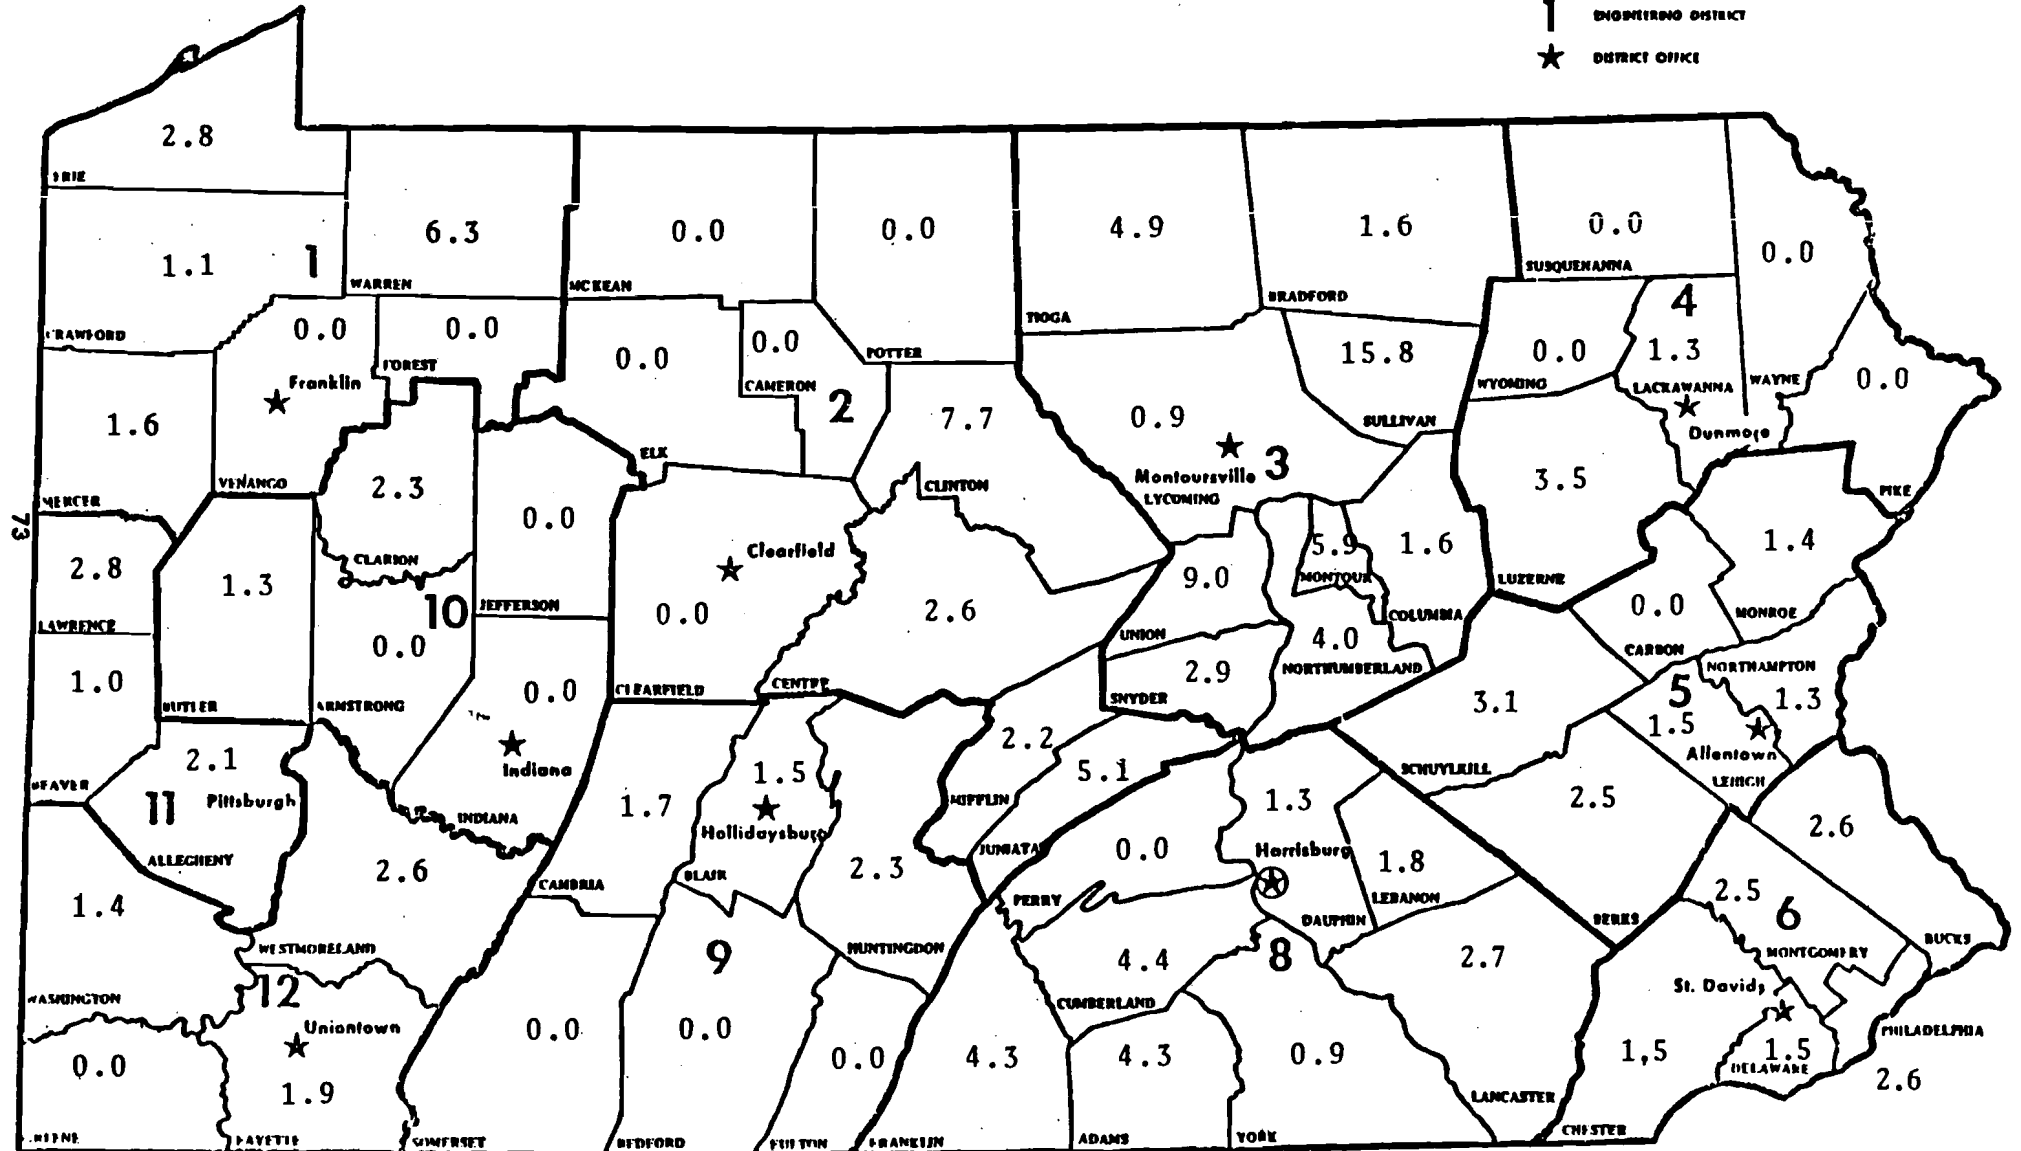 1 ENGINEERING DISTRICT
★ DISTRICT OFFICE
2.8
ERIE
6.3
0.0
0.0
4.9
1.6
0.0
0.0
1.1
1
WARREN
MCKEAN
SUSQUEHANNA
BRADFORD
TIOGA
4
CRAWFORD
0.0
0.0
0.0
0.0
POTTER
15.8
0.0
1.3
FOREST
Franklin
CAMERON
WYOMING
LACKAWANNA
WAYNE
0.0
1.6
2
7.7
0.9
SULLIVAN
Dunmore
ELK
Montoursville
3
VENANGO
2.3
CLINTON
LYCOMING
3.5
PIKE
MERCER
73
0.0
Clearfield
5.9
1.6
1.4
2.8
1.3
CLARION
9.0
MONTOUR
LUZERNE
10
JEFFERSON
0.0
2.6
COLUMBIA
0.0
MONROE
LAWRENCE
0.0
UNION
4.0
CARBON
1.0
0.0
CLEARFIELD
CENTRE
2.9
NORTHUMBERLAND
NORTHAMPTON
BUTLER
ARMSTRONG
SNYDER
3.1
5
1.3
1.5
2.1
2.2
Allentown
BEAVER
Indiana
1.5
5.1
SCHUYLKILL
LEHIGH
11
Pittsburgh
1.7
MIFFLIN
1.3
2.5
INDIANA
Hollidaysburg
2.6
ALLEGHENY
2.6
2.3
JUNIATA
0.0
Harrisburg
1.8
CAMBRIA
BLAIR
PERRY
LEBANON
2.5
1.4
DAUPHIN
BERKS
6
WESTMORELAND
9
HUNTINGDON
4.4
8
2.7
MONTGOMERY
BUCKS
12
WASHINGTON
CUMBERLAND
St. Davids
Uniontown
0.0
0.0
0.0
4.3
4.3
0.9
1,5
1.5
PHILADELPHIA
0.0
DELAWARE
2.6
1.9
LANCASTER
GREENE
FAYETTE
SOMERSET
BEDFORD
FULTON
FRANKLIN
ADAMS
YORK
CHESTER